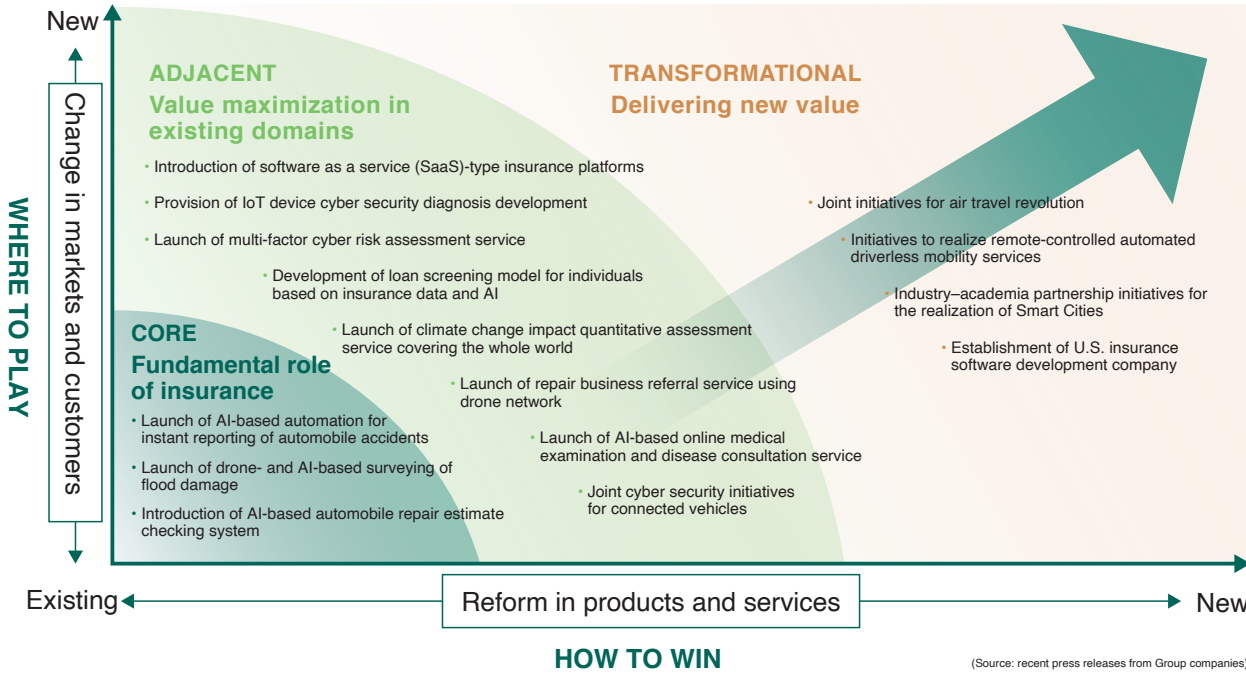 New
Change in markets and customers
WHERE TO PLAY
ADJACENT
Value maximization in
existing domains
• Introduction of software as a service (SaaS)-type insurance platforms
• Provision of IoT device cyber security diagnosis development
• Launch of multi-factor cyber risk assessment service
• Development of loan screening model for individuals
based on insurance data and AI
• Launch of climate change impact quantitative assessment
service covering the whole world
• Launch of repair business referral service using
drone network
• Launch of AI-based online medical
examination and disease consultation service
• Joint cyber security initiatives
for connected vehicles
TRANSFORMATIONAL
Delivering new value
• Joint initiatives for air travel revolution
• Initiatives to realize remote-controlled automated
driverless mobility services
• Industry–academia partnership initiatives for
the realization of Smart Cities
• Establishment of U.S. insurance
software development company
CORE
Fundamental role
of insurance
• Launch of AI-based automation for
instant reporting of automobile accidents
• Launch of drone- and AI-based surveying of
flood damage
• Introduction of AI-based automobile repair estimate
checking system
Existing
Reform in products and services
New
HOW TO WIN
(Source: recent press releases from Group companies)